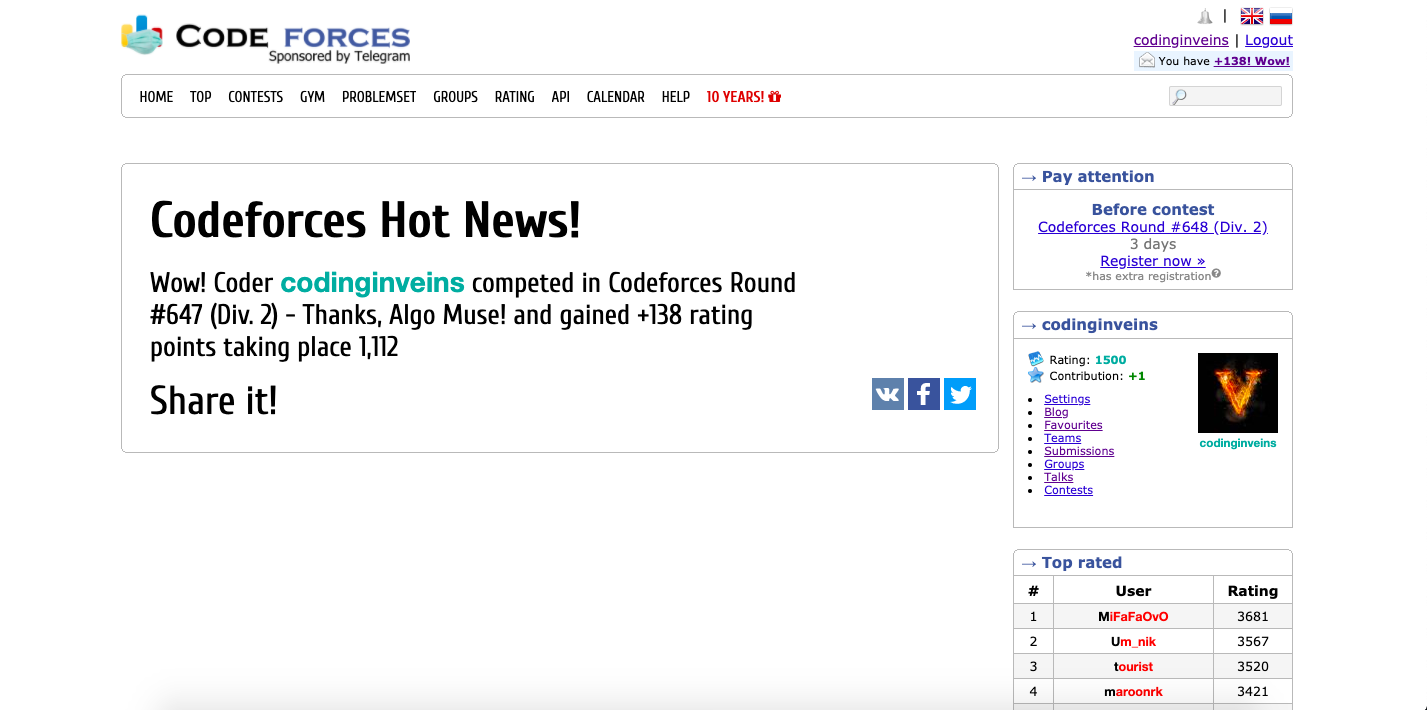 CODE FORCES
Sponsored by Telegram
|
codinginveins | Logout
You have +138! Wow!
HOME TOP CONTESTS GYM PROBLEMSET GROUPS RATING API CALENDAR HELP 10 YEARS!
Codeforces Hot News!
Wow! Coder codinginveins competed in Codeforces Round
#647 (Div. 2) - Thanks, Algo Muse! and gained +138 rating
points taking place 1,112
Share it!
→ Pay attention
Before contest
Codeforces Round #648 (Div. 2)
3 days
Register now »
*has extra registration?
→ codinginveins
Rating: 1500
Contribution: +1
Settings
Blog
Favourites
Teams
Submissions
Groups
Talks
Contests
V
codinginveins
→ Top rated
# User Rating
1 MiFaFaOvO 3681
2 Um_nik 3567
3 tourist 3520
4 maroonrk 3421